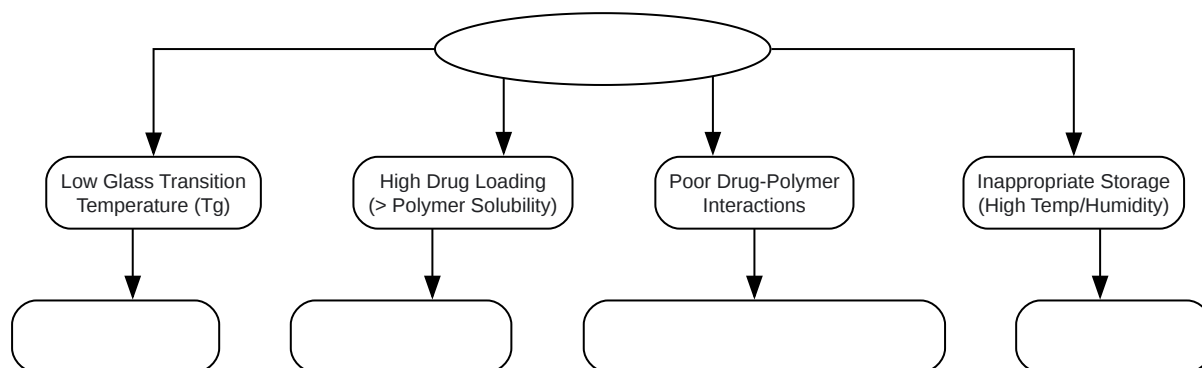 Low Glass Transition
Temperature (Tg)
High Drug Loading
(> Polymer Solubility)
Poor Drug-Polymer
Interactions
Inappropriate Storage
(High Temp/Humidity)